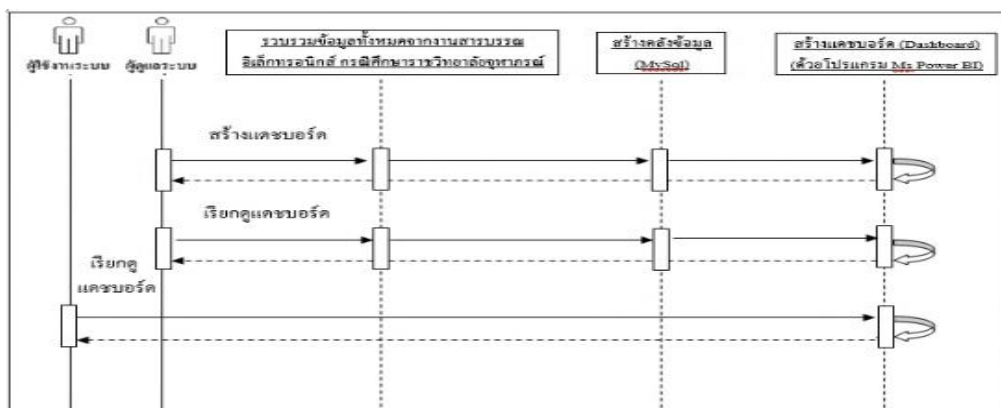 ผู้ใช้งานระบบ
ผู้ดูแลระบบ
รวบรวมข้อมูลทั้งหมดจากงานสารบรรณ
อิเล็กทรอนิกส์ กรณีศึกษาราชวิทยาลัยจุฬาภรณ์
สร้างคลังข้อมูล
(MySql)
สร้างแดชบอร์ด (Dashboard)
(ด้วยโปรแกรม Ms Power BI)
สร้างแดชบอร์ด
เรียกดูแดชบอร์ด
เรียกดู
แดชบอร์ด